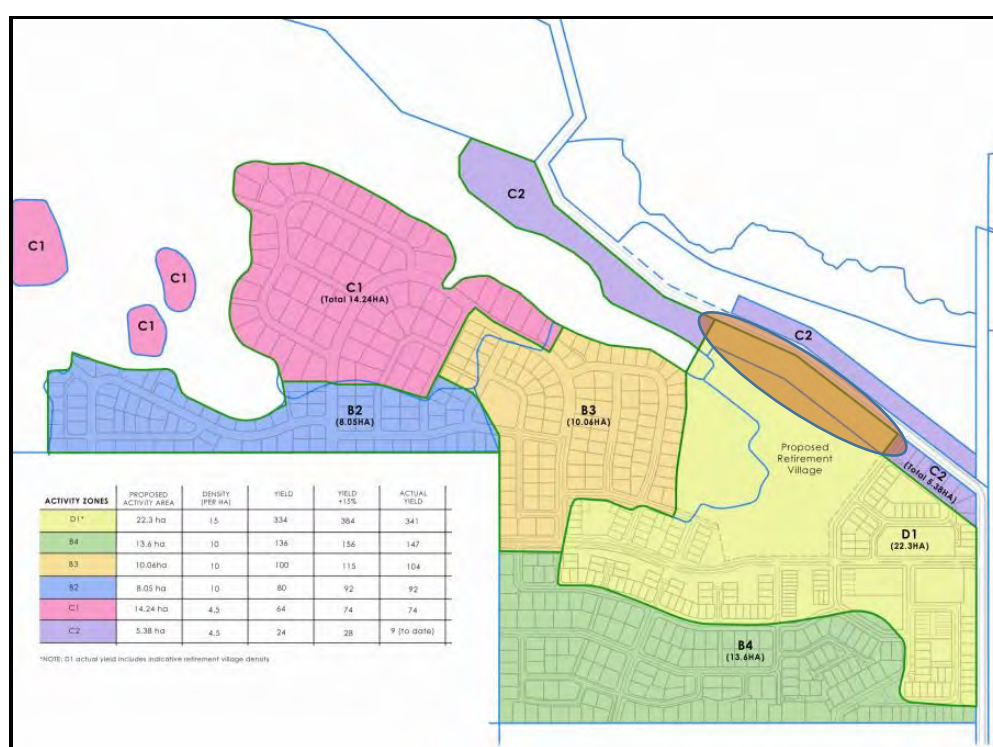 C2
C1
C1
C1
C1
(Total 14.24HA)
C2
B2
(8.05HA)
B3
(10.06HA)
Proposed
Retirement
Village
C2
(Total 5.38HA)
D1
(22.3HA)
B4
(13.6HA)
ACTIVITY ZONES PROPOSED ACTIVITY AREA DENSITY (PER HA) YIELD YIELD +15% ACTUAL YIELD
D1* 22.3 ha 15 334 384 341
B4 13.6 ha 10 136 156 147
B3 10.06ha 10 100 115 104
B2 8.05 ha 10 80 92 92
C1 14.24 ha 4.5 64 74 74
C2 5.38 ha 4.5 24 28 9 (to date)
*NOTE: D1 actual yield includes indicative retirement village density